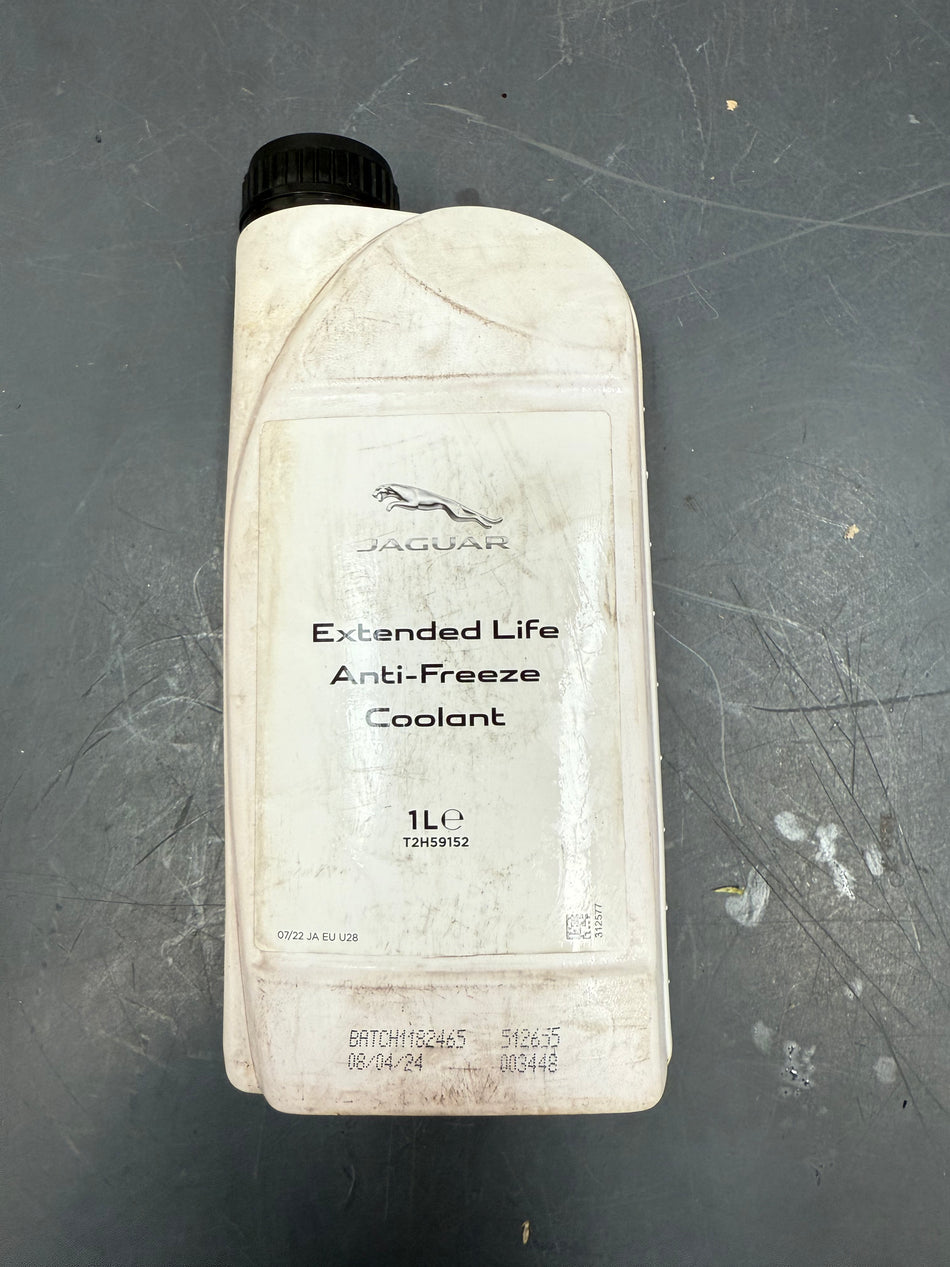 JAGUAR
Extended Life
Anti-Freeze
Coolant
1L℮
T2H59152
312577
07/22 JA EU U28
BATCH1182465 512635
08/04/24 003448